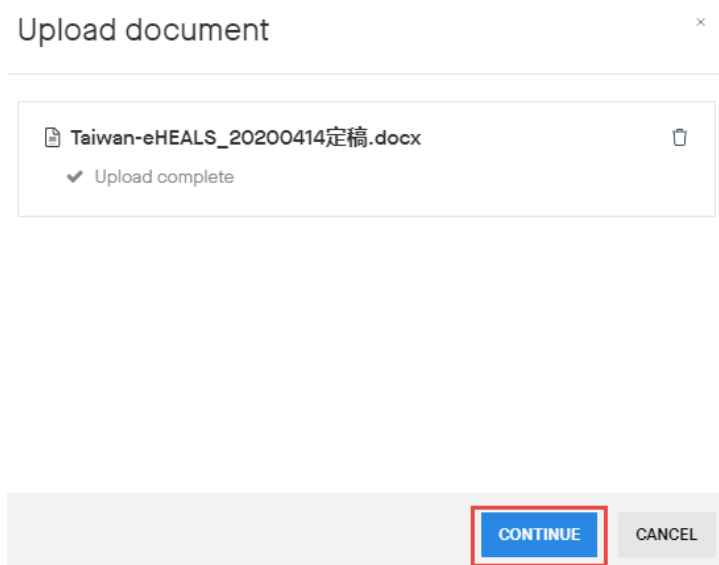 Upload document
Taiwan-eHEALS_20200414定稿.docx
Upload complete
CONTINUE CANCEL